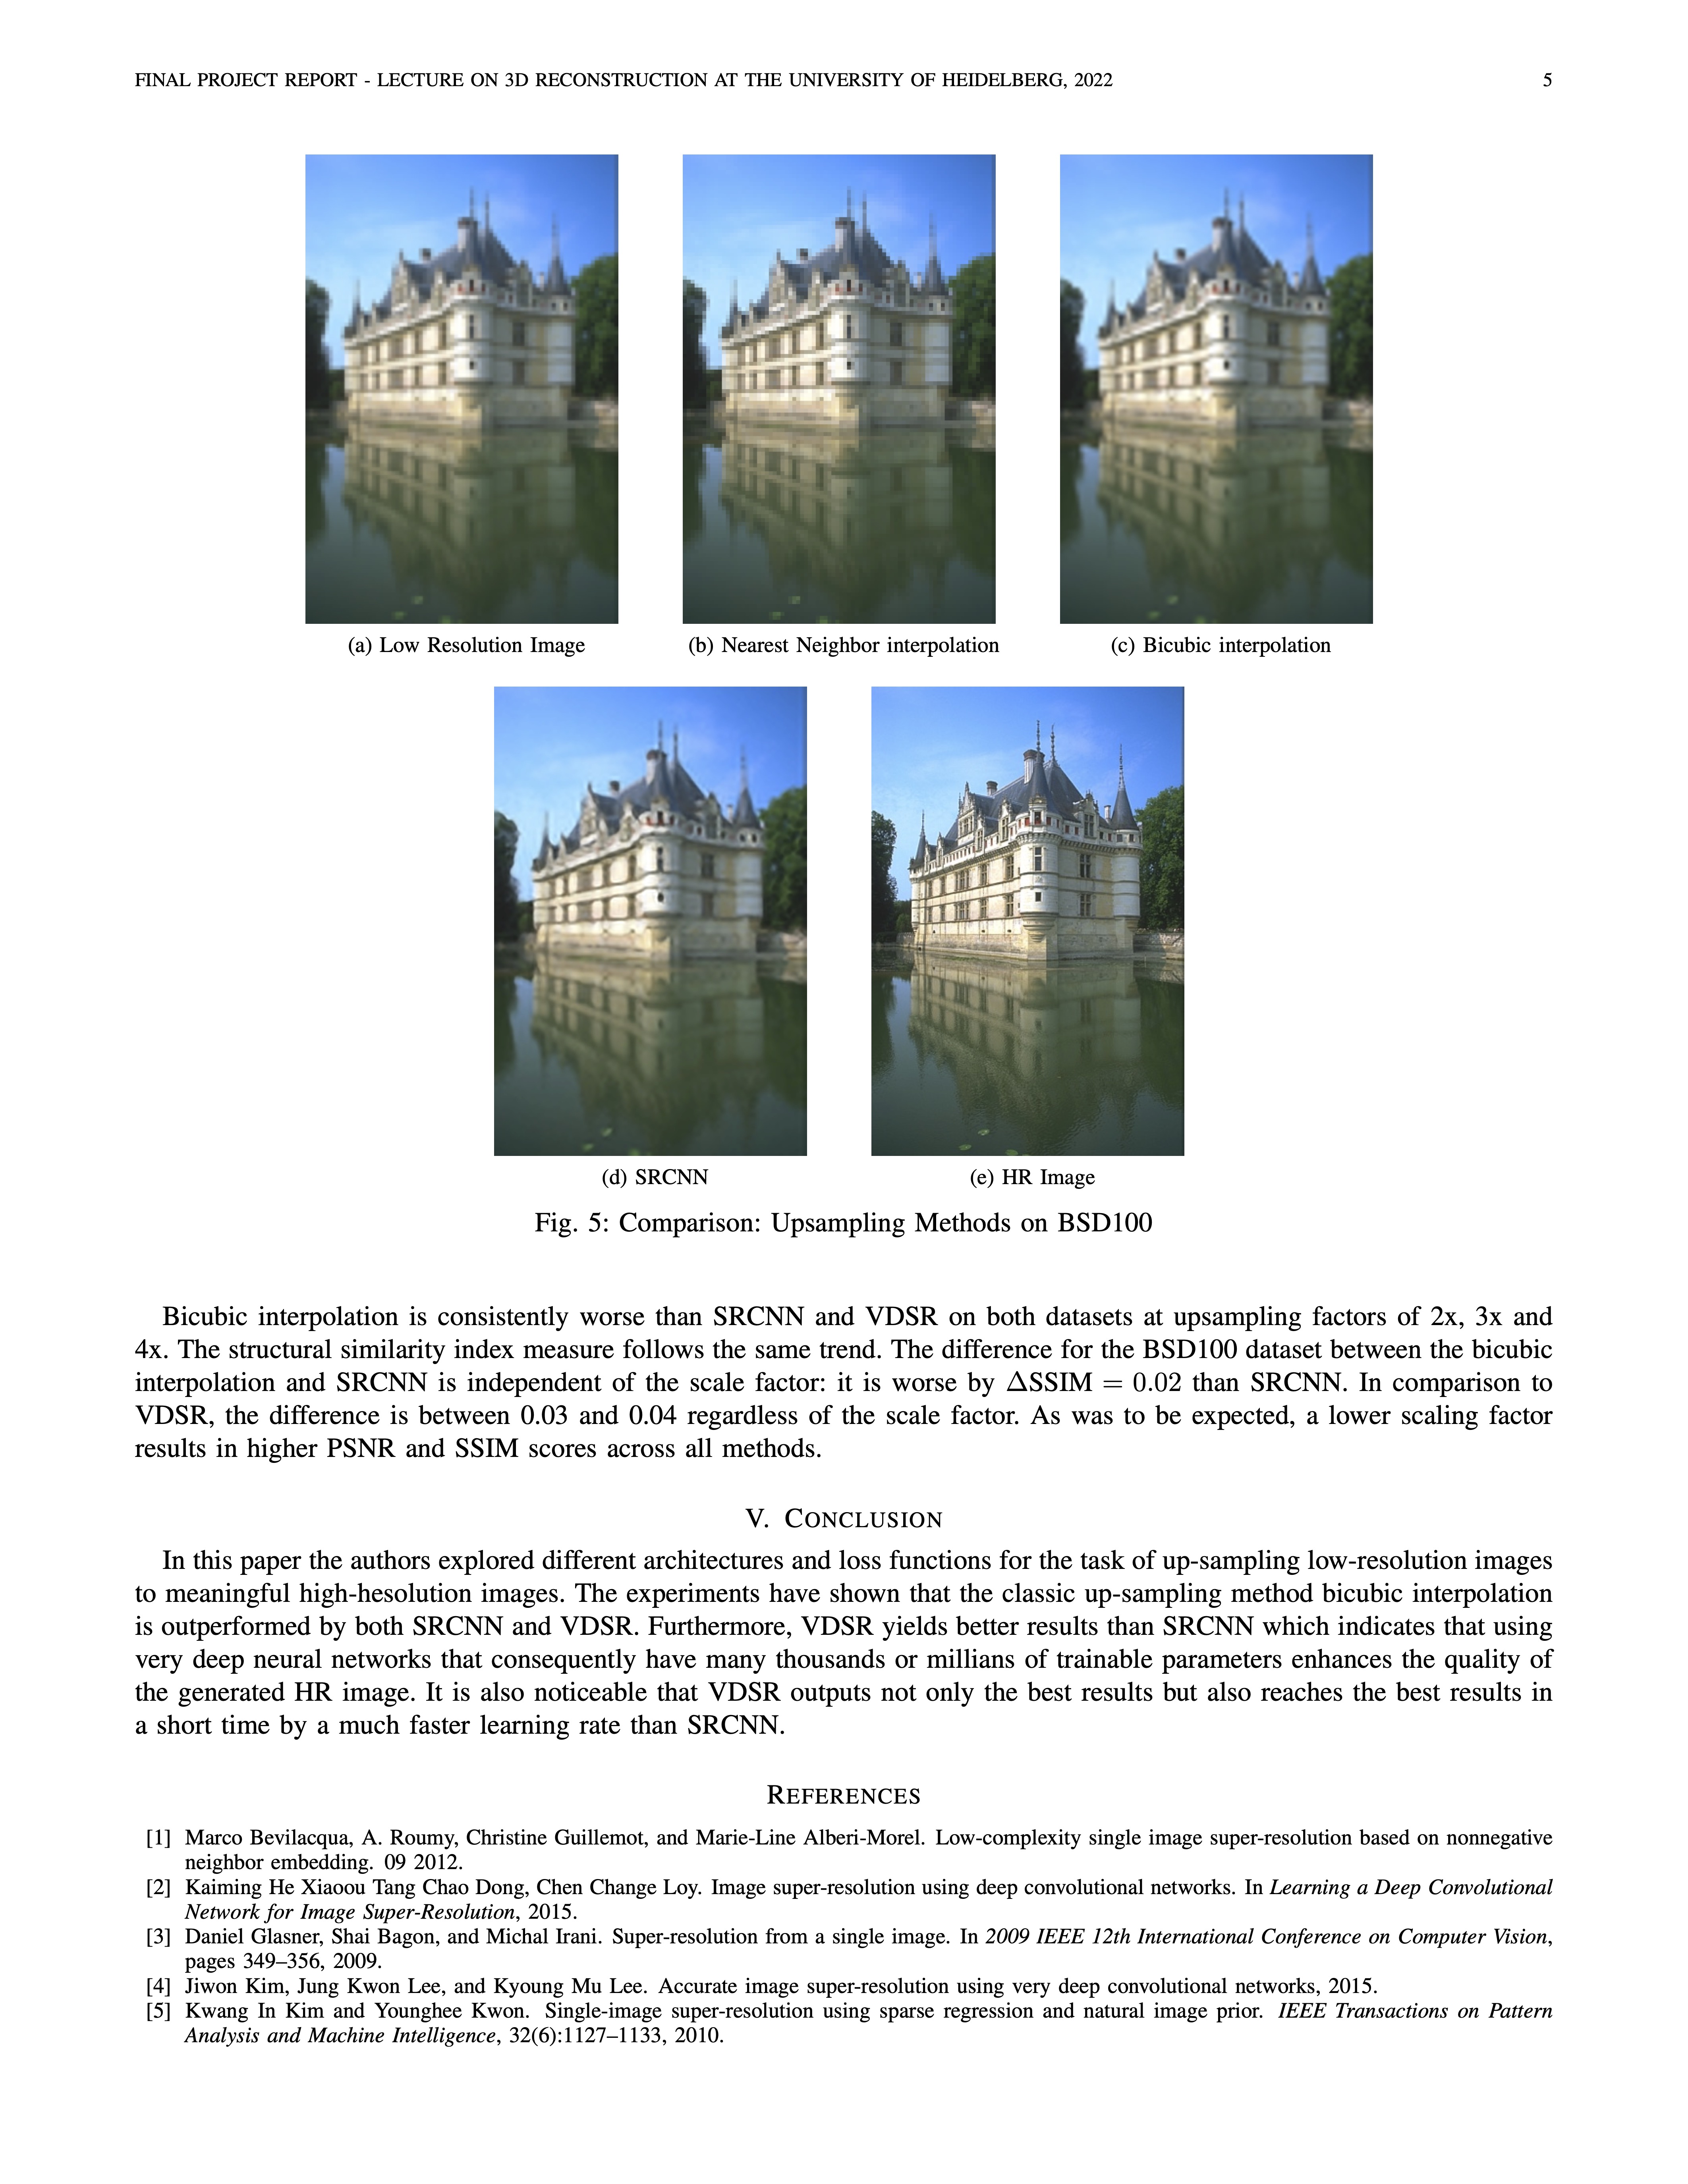 FINAL PROJECT REPORT - LECTURE ON 3D RECONSTRUCTION AT THE UNIVERSITY OF HEIDELBERG, 2022 5
(a) Low Resolution Image (b) Nearest Neighbor interpolation (c) Bicubic interpolation
(d) SRCNN (e) HR Image
Fig. 5: Comparison: Upsampling Methods on BSD100
Bicubic interpolation is consistently worse than SRCNN and VDSR on both datasets at upsampling factors of 2x, 3x and
4x. The structural similarity index measure follows the same trend. The difference for the BSD100 dataset between the bicubic
interpolation and SRCNN is independent of the scale factor: it is worse by ΔSSIM = 0.02 than SRCNN. In comparison to
VDSR, the difference is between 0.03 and 0.04 regardless of the scale factor. As was to be expected, a lower scaling factor
results in higher PSNR and SSIM scores across all methods.
V. CONCLUSION
In this paper the authors explored different architectures and loss functions for the task of up-sampling low-resolution images
to meaningful high-hesolution images. The experiments have shown that the classic up-sampling method bicubic interpolation
is outperformed by both SRCNN and VDSR. Furthermore, VDSR yields better results than SRCNN which indicates that using
very deep neural networks that consequently have many thousands or millions of trainable parameters enhances the quality of
the generated HR image. It is also noticeable that VDSR outputs not only the best results but also reaches the best results in
a short time by a much faster learning rate than SRCNN.
REFERENCES
[1] Marco Bevilacqua, A. Roumy, Christine Guillemot, and Marie-Line Alberi-Morel. Low-complexity single image super-resolution based on nonnegative
neighbor embedding. 09 2012.
[2] Kaiming He Xiaoou Tang Chao Dong, Chen Change Loy. Image super-resolution using deep convolutional networks. In Learning a Deep Convolutional
Network for Image Super-Resolution, 2015.
[3] Daniel Glasner, Shai Bagon, and Michal Irani. Super-resolution from a single image. In 2009 IEEE 12th International Conference on Computer Vision,
pages 349–356, 2009.
[4] Jiwon Kim, Jung Kwon Lee, and Kyoung Mu Lee. Accurate image super-resolution using very deep convolutional networks, 2015.
[5] Kwang In Kim and Younghee Kwon. Single-image super-resolution using sparse regression and natural image prior. IEEE Transactions on Pattern
Analysis and Machine Intelligence, 32(6):1127–1133, 2010.